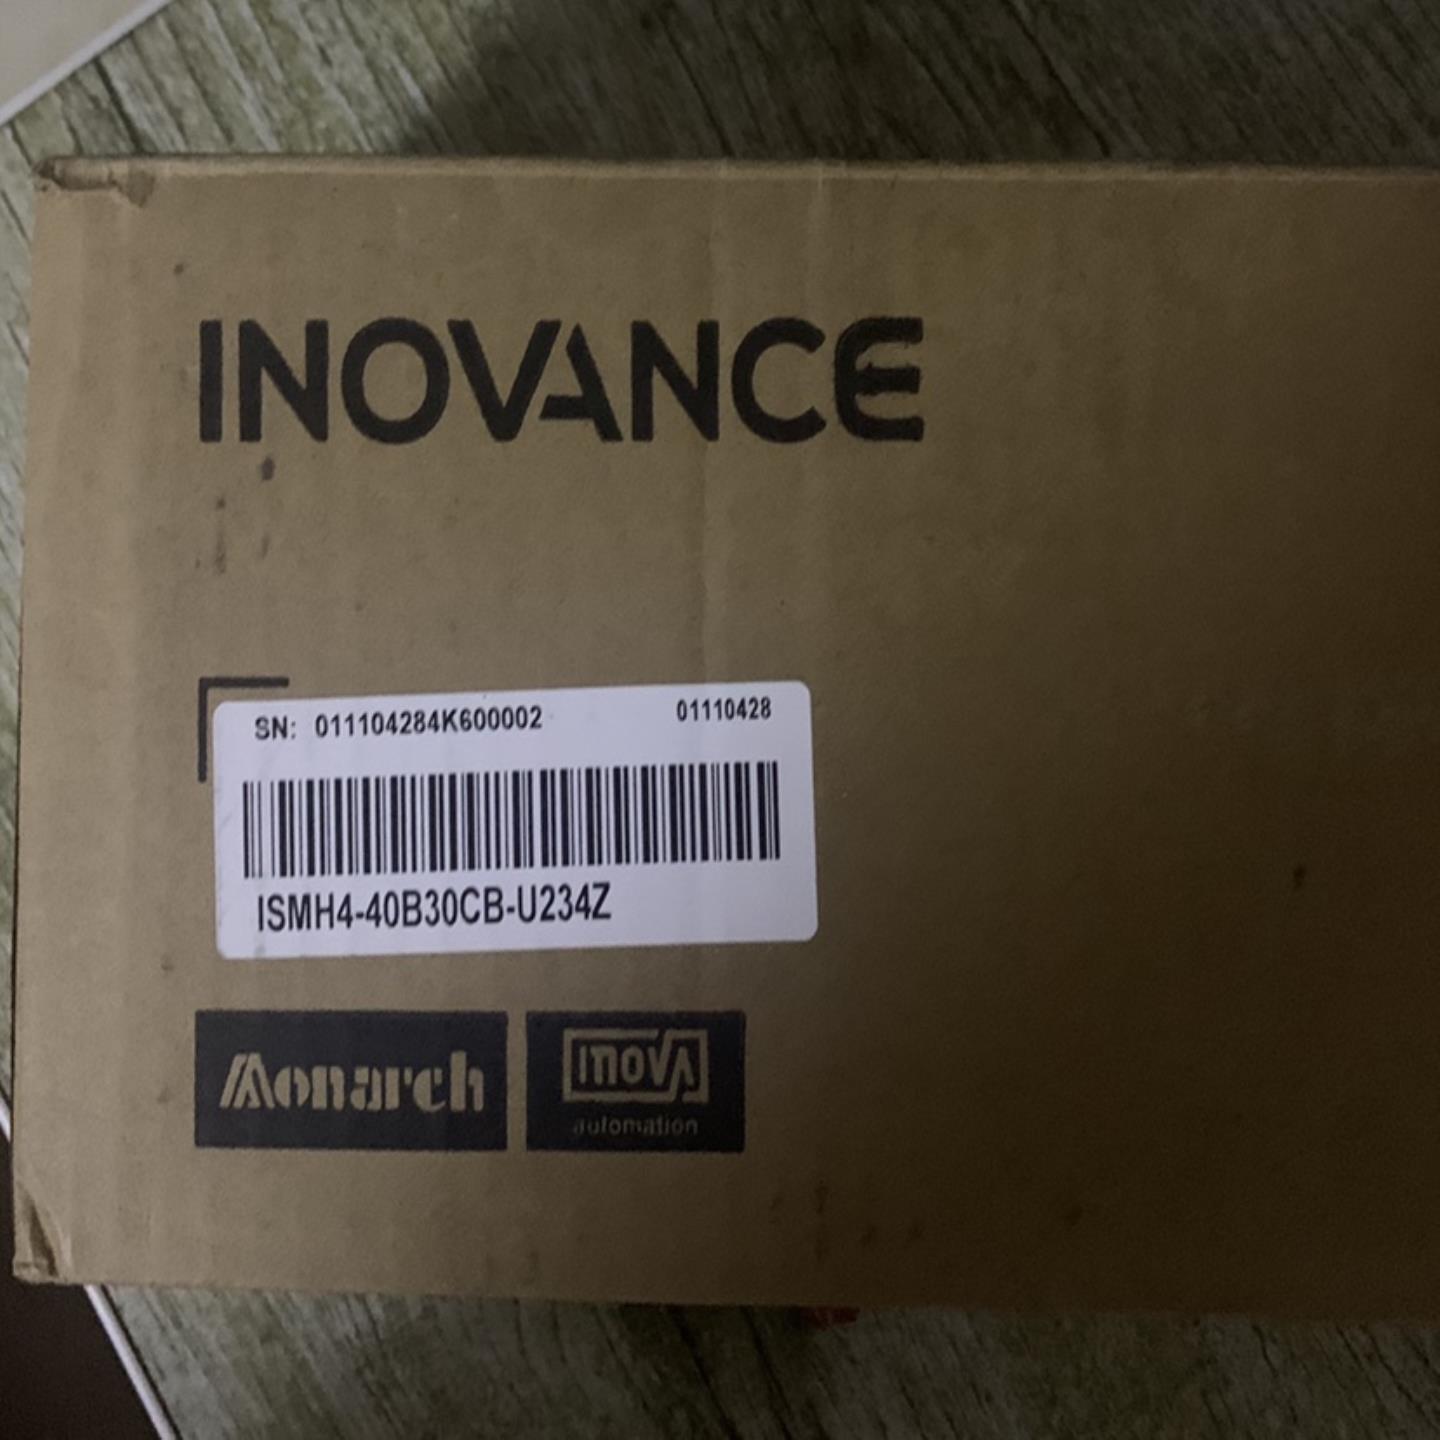 INOVANCE
SN: 011104284K600002 01110428
ISMH4-40B30CB-U234Z
Monarch
INOVA
automation